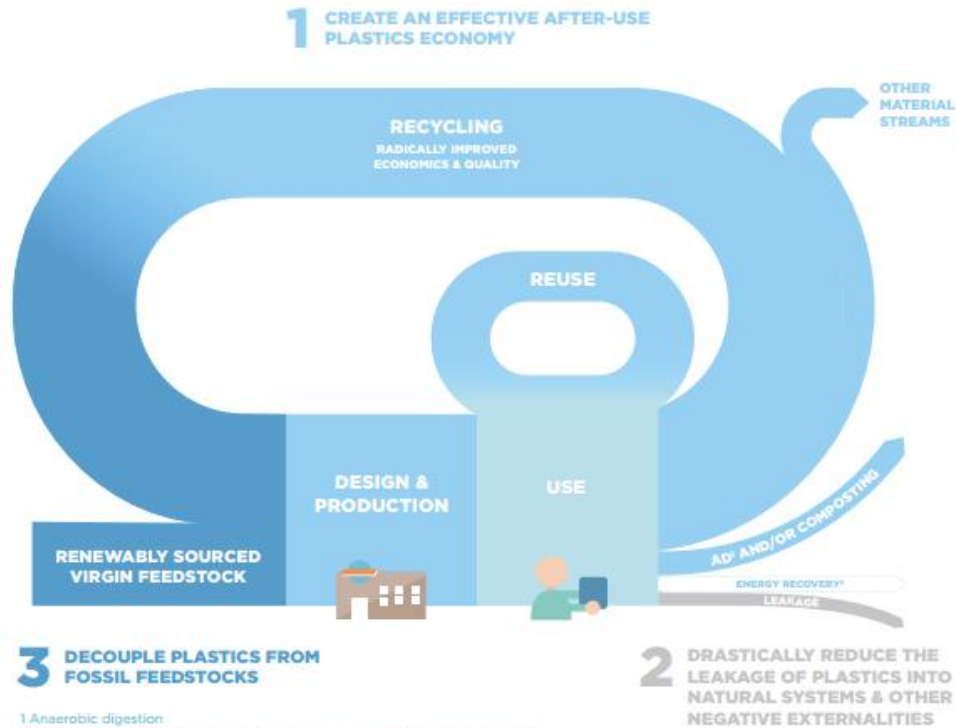 1 CREATE AN EFFECTIVE AFTER-USE
PLASTICS ECONOMY
OTHER
MATERIAL
STREAMS
RECYCLING
RADICALLY IMPROVED
ECONOMICS & QUALITY
REUSE
DESIGN &
PRODUCTION
USE
AD¹ AND/OR COMPOSTING
RENEWABLY SOURCED
VIRGIN FEEDSTOCK
ENERGY RECOVERY²
LEAKAGE
3 DECOUPLE PLASTICS FROM
FOSSIL FEEDSTOCKS
2 DRASTICALLY REDUCE THE
LEAKAGE OF PLASTICS INTO
NATURAL SYSTEMS & OTHER
NEGATIVE EXTERNALITIES
1 Anaerobic digestion